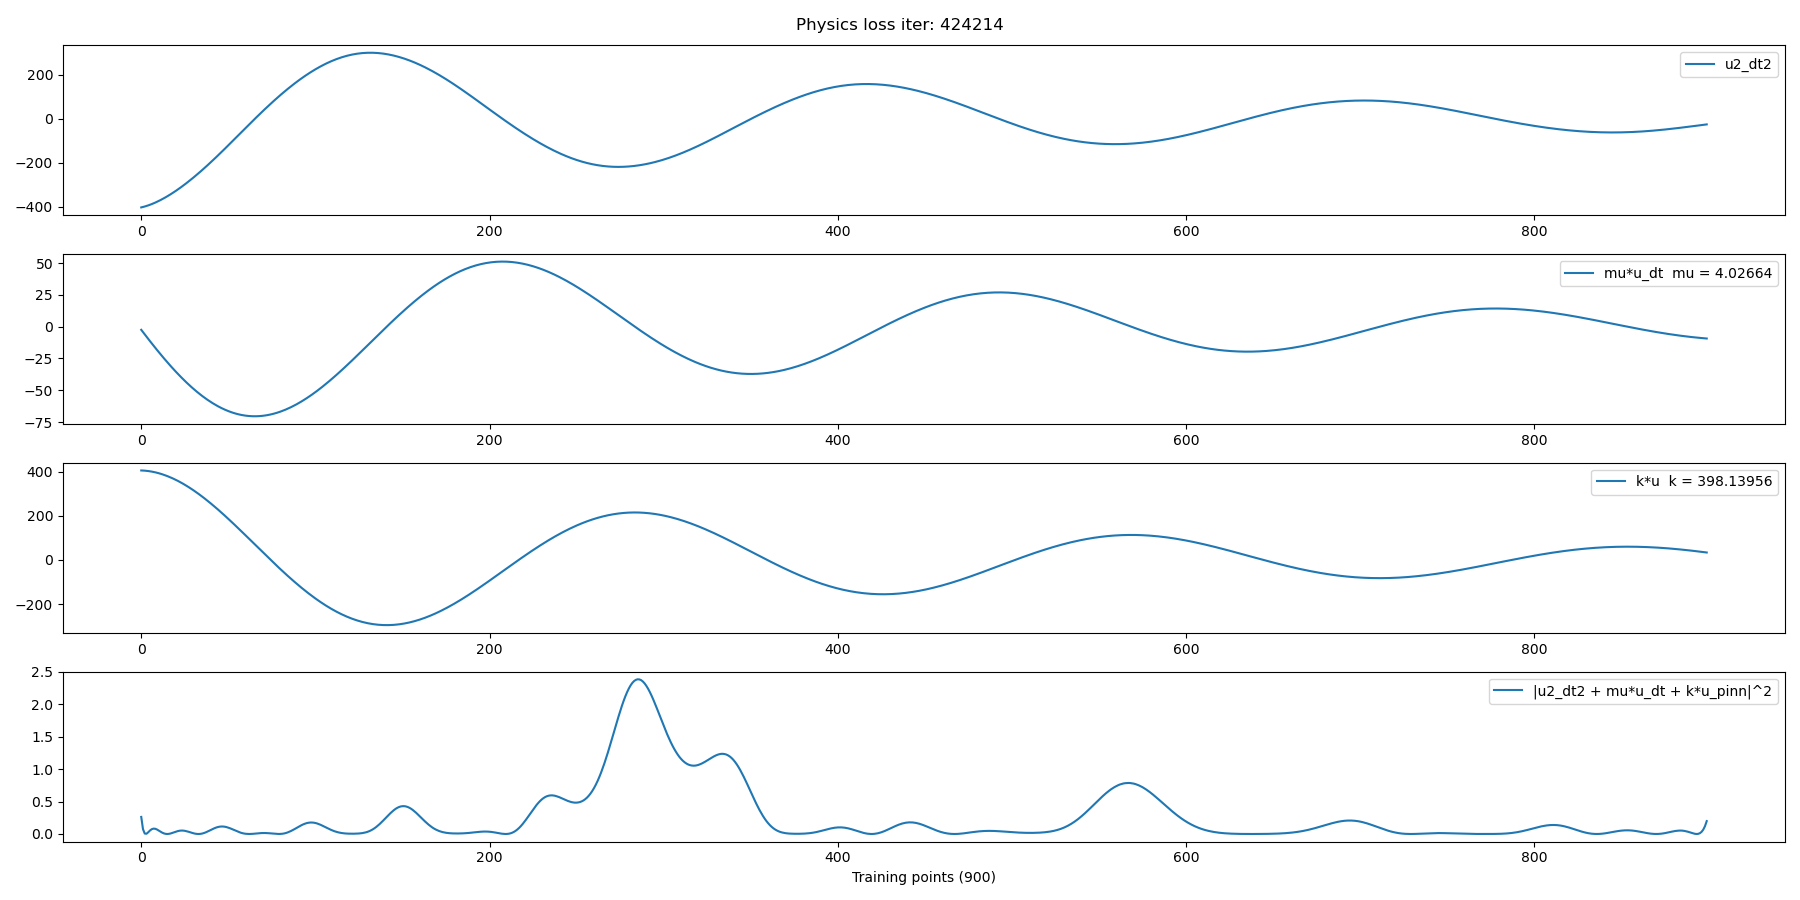 Physics loss iter: 424214
u2_dt2
200
0
−200
−400
0 200 400 600 800
mu*u_dt  mu = 4.02664
50
25
0
−25
−50
−75
0 200 400 600 800
k*u  k = 398.13956
400
200
0
−200
0 200 400 600 800
|u2_dt2 + mu*u_dt + k*u_pinn|^2
2.5
2.0
1.5
1.0
0.5
0.0
0 200 400 600 800
Training points (900)